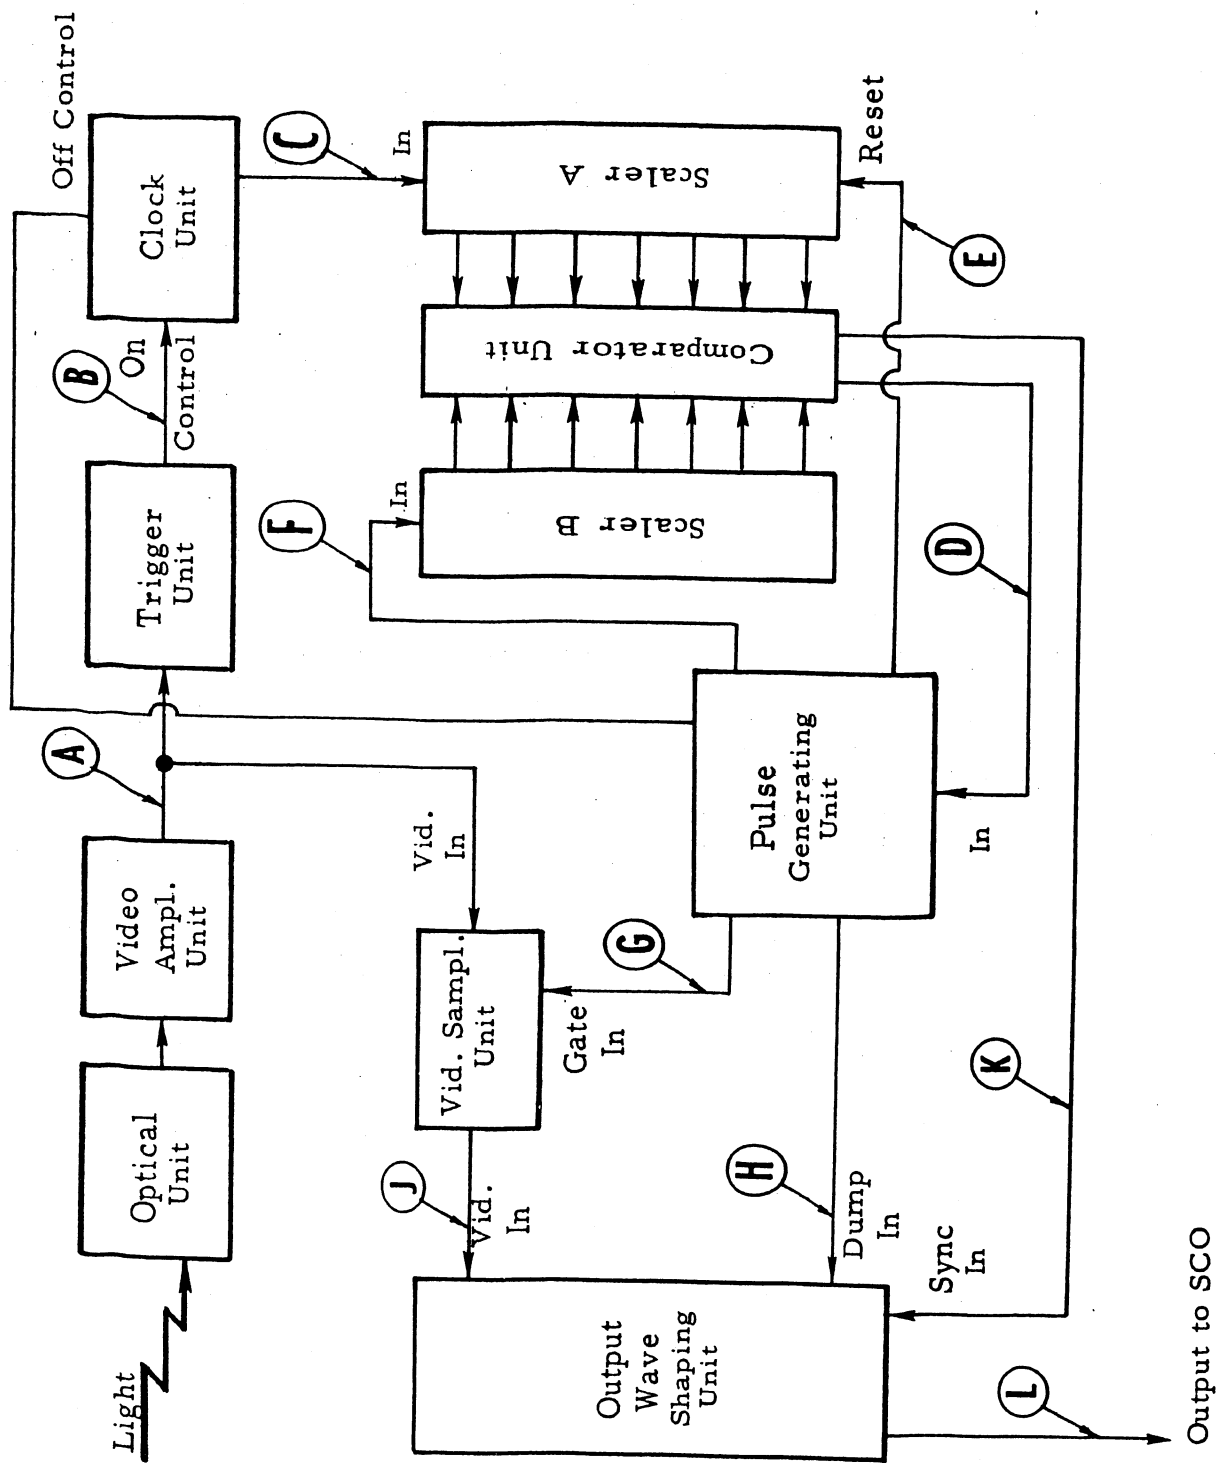 Light
Optical
Unit
Video
Ampl.
Unit
A
Trigger
Unit
B
On
Control
Clock
Unit
Off Control
C
In
Scaler A
Reset
E
Comparator Unit
Scaler B
In
F
D
Pulse
Generating
Unit
In
Vid.
In
Vid. Sampl.
Unit
Gate
In
G
J
Vid.
In
H
Dump
In
K
Sync
In
Output
Wave
Shaping
Unit
L
Output to SCO